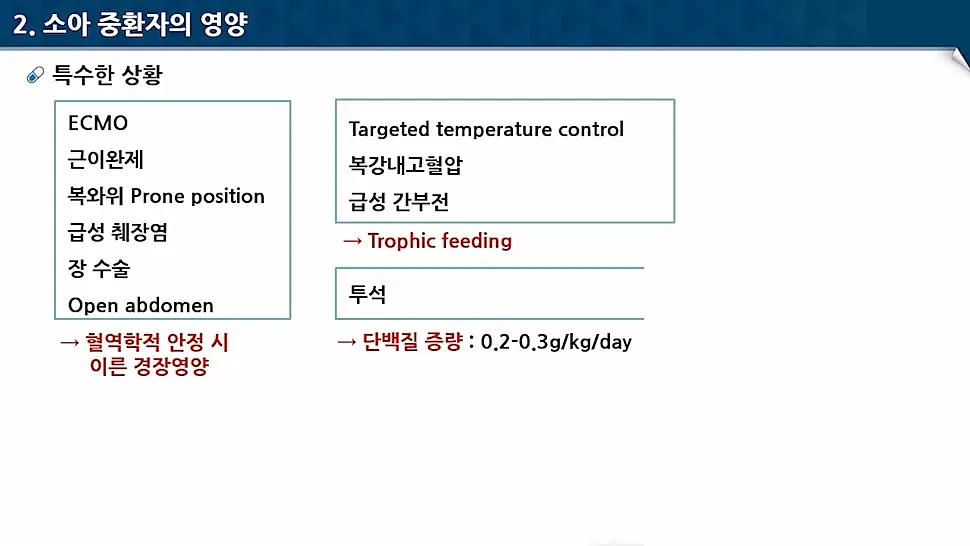 2. 소아 중환자의 영양
특수한 상황
ECMO
근이완제
복와위 Prone position
급성 췌장염
장 수술
Open abdomen
→ 혈역학적 안정 시
이른 경장영양
Targeted temperature control
복강내고혈압
급성 간부전
→ Trophic feeding
투석
→ 단백질 증량 : 0.2-0.3g/kg/day